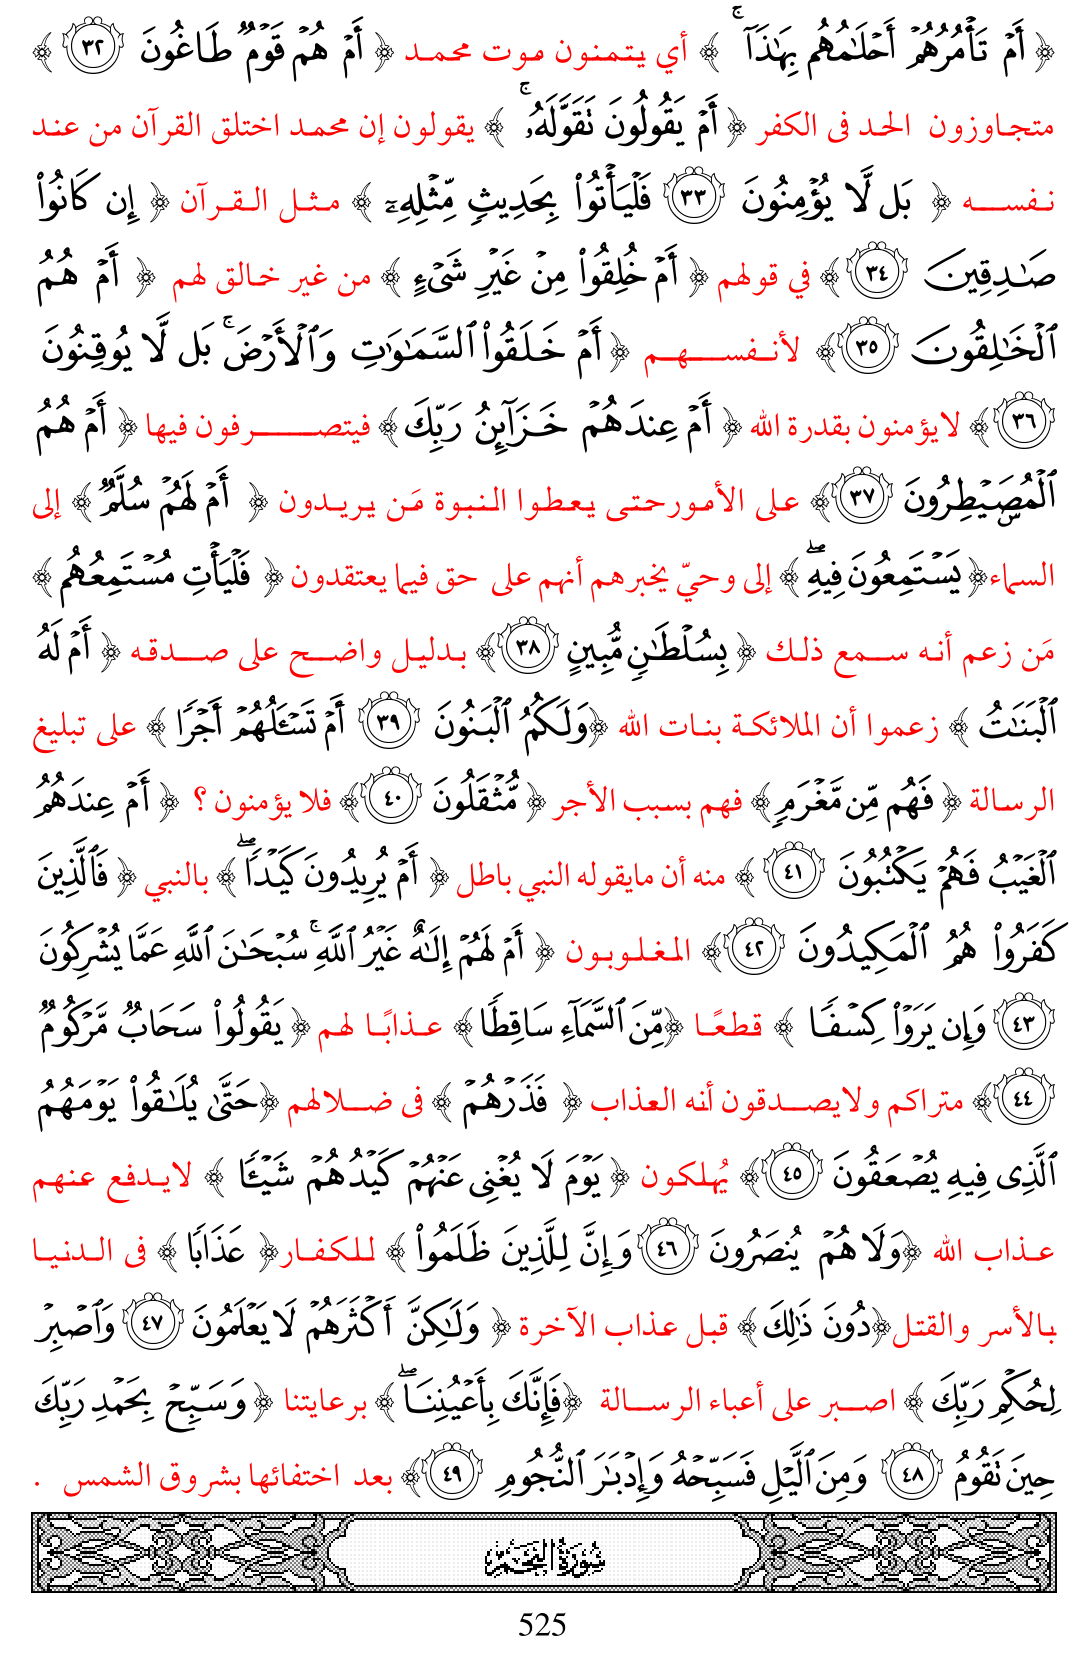 ﴿ أَمْ تَأْمُرُهُمْ أَحْلَـٰمُهُم بِهَـٰذَآ ۚ ﴾ أي يتمنون موت محمد ﴿ أَمْ هُمْ قَوْمٌ طَاغُونَ ٣٢ ﴾
متجاوزون الحد فى الكفر ﴿ أَمْ يَقُولُونَ تَقَوَّلَهُۥ ۚ ﴾ يقولون إن محمد اختلق القرآن من عند
نفسه ﴿ بَل لَّا يُؤْمِنُونَ ٣٣ فَلْيَأْتُوا۟ بِحَدِيثٍ مِّثْلِهِۦٓ ﴾ مثل القرآن ﴿ إِن كَانُوا۟
صَـٰدِقِينَ ٣٤ ﴾ في قولهم ﴿ أَمْ خُلِقُوا۟ مِنْ غَيْرِ شَىْءٍ ﴾ من غير خالق لهم ﴿ أَمْ هُمُ
ٱلْخَـٰلِقُونَ ٣٥ ﴾ لأنفسهم ﴿ أَمْ خَلَقُوا۟ ٱلسَّمَـٰوَٰتِ وَٱلْأَرْضَ ۚ بَل لَّا يُوقِنُونَ
٣٦ ﴾ لايؤمنون بقدرة الله ﴿ أَمْ عِندَهُمْ خَزَآئِنُ رَبِّكَ ﴾ فيتصرفون فيها ﴿ أَمْ هُمُ
ٱلْمُصَۣيْطِرُونَ ٣٧ ﴾ على الأمورحتى يعطوا النبوة مَن يريدون ﴿ أَمْ لَهُمْ سُلَّمٌ ﴾ إلى
السماء ﴿ يَسْتَمِعُونَ فِيهِ ۖ ﴾ إلى وحيّ يخبرهم أنهم على حق فيما يعتقدون ﴿ فَلْيَأْتِ مُسْتَمِعُهُم ﴾
مَن زعم أنه سمع ذلك ﴿ بِسُلْطَـٰنٍ مُّبِينٍ ٣٨ ﴾ بدليل واضح على صدقه ﴿ أَمْ لَهُ
ٱلْبَنَـٰتُ ﴾ زعموا أن الملائكة بنات الله ﴿ وَلَكُمُ ٱلْبَنُونَ ٣٩ أَمْ تَسْـَٔلُهُمْ أَجْرًا ﴾ على تبليغ
الرسالة ﴿ فَهُم مِّن مَّغْرَمٍ ﴾ فهم بسبب الأجر ﴿ مُّثْقَلُونَ ٤٠ ﴾ فلا يؤمنون ؟ ﴿ أَمْ عِندَهُمُ
ٱلْغَيْبُ فَهُمْ يَكْتُبُونَ ٤١ ﴾ منه أن مايقوله النبي باطل ﴿ أَمْ يُرِيدُونَ كَيْدًا ۖ ﴾ بالنبي ﴿ فَٱلَّذِينَ
كَفَرُوا۟ هُمُ ٱلْمَكِيدُونَ ٤٢ ﴾ المغلوبون ﴿ أَمْ لَهُمْ إِلَـٰهٌ غَيْرُ ٱللَّهِ ۚ سُبْحَـٰنَ ٱللَّهِ عَمَّا يُشْرِكُونَ
٤٣ وَإِن يَرَوْا۟ كِسْفًا ﴾ قطعًا ﴿ مِّنَ ٱلسَّمَآءِ سَاقِطًا ﴾ عذابًا لهم ﴿ يَقُولُوا۟ سَحَابٌ مَّرْكُومٌ
٤٤ ﴾ متراكم ولايصدقون أنه العذاب ﴿ فَذَرْهُمْ ﴾ فى ضلالهم ﴿ حَتَّىٰ يُلَـٰقُوا۟ يَوْمَهُمُ
ٱلَّذِى فِيهِ يُصْعَقُونَ ٤٥ ﴾ يُهلكون ﴿ يَوْمَ لَا يُغْنِى عَنْهُمْ كَيْدُهُمْ شَيْـًٔا ﴾ لايدفع عنهم
عذاب الله ﴿ وَلَا هُمْ يُنصَرُونَ ٤٦ وَإِنَّ لِلَّذِينَ ظَلَمُوا۟ ﴾ للكفار ﴿ عَذَابًا ﴾ فى الدنيا
بالأسر والقتل ﴿ دُونَ ذَٰلِكَ ﴾ قبل عذاب الآخرة ﴿ وَلَـٰكِنَّ أَكْثَرَهُمْ لَا يَعْلَمُونَ ٤٧ وَٱصْبِرْ
لِحُكْمِ رَبِّكَ ﴾ اصبر على أعباء الرسالة ﴿ فَإِنَّكَ بِأَعْيُنِنَا ۖ ﴾ برعايتنا ﴿ وَسَبِّحْ بِحَمْدِ رَبِّكَ
حِينَ تَقُومُ ٤٨ وَمِنَ ٱلَّيْلِ فَسَبِّحْهُ وَإِدْبَـٰرَ ٱلنُّجُومِ ٤٩ ﴾ بعد اختفائها بشروق الشمس .
سُورَةُ النَّجْمِ
525